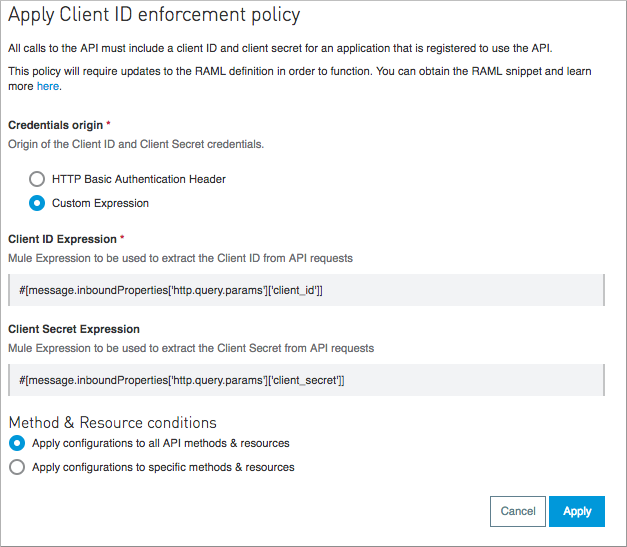 Apply Client ID enforcement policy
All calls to the API must include a client ID and client secret for an application that is registered to use the API.
This policy will require updates to the RAML definition in order to function. You can obtain the RAML snippet and learn
more here.
Credentials origin *
Origin of the Client ID and Client Secret credentials.
HTTP Basic Authentication Header
Custom Expression
Client ID Expression *
Mule Expression to be used to extract the Client ID from API requests
#[message.inboundProperties['http.query.params']['client_id']]
Client Secret Expression
Mule Expression to be used to extract the Client Secret from API requests
#[message.inboundProperties['http.query.params']['client_secret']]
Method & Resource conditions
Apply configurations to all API methods & resources
Apply configurations to specific methods & resources
Cancel Apply